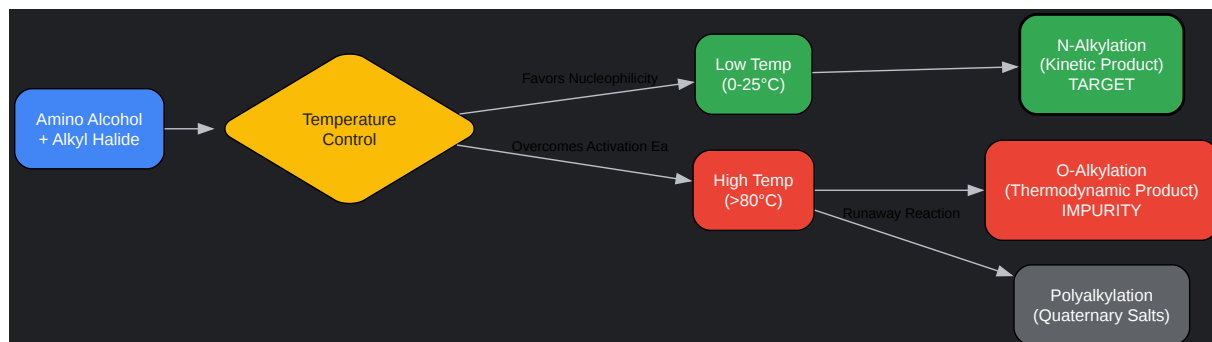 Amino Alcohol
+ Alkyl Halide
Temperature
Control
Favors Nucleophilicity
Overcomes Activation Ea
Low Temp
(0-25°C)
High Temp
(>80°C)
Runaway Reaction
N-Alkylation
(Kinetic Product)
TARGET
O-Alkylation
(Thermodynamic Product)
IMPURITY
Polyalkylation
(Quaternary Salts)